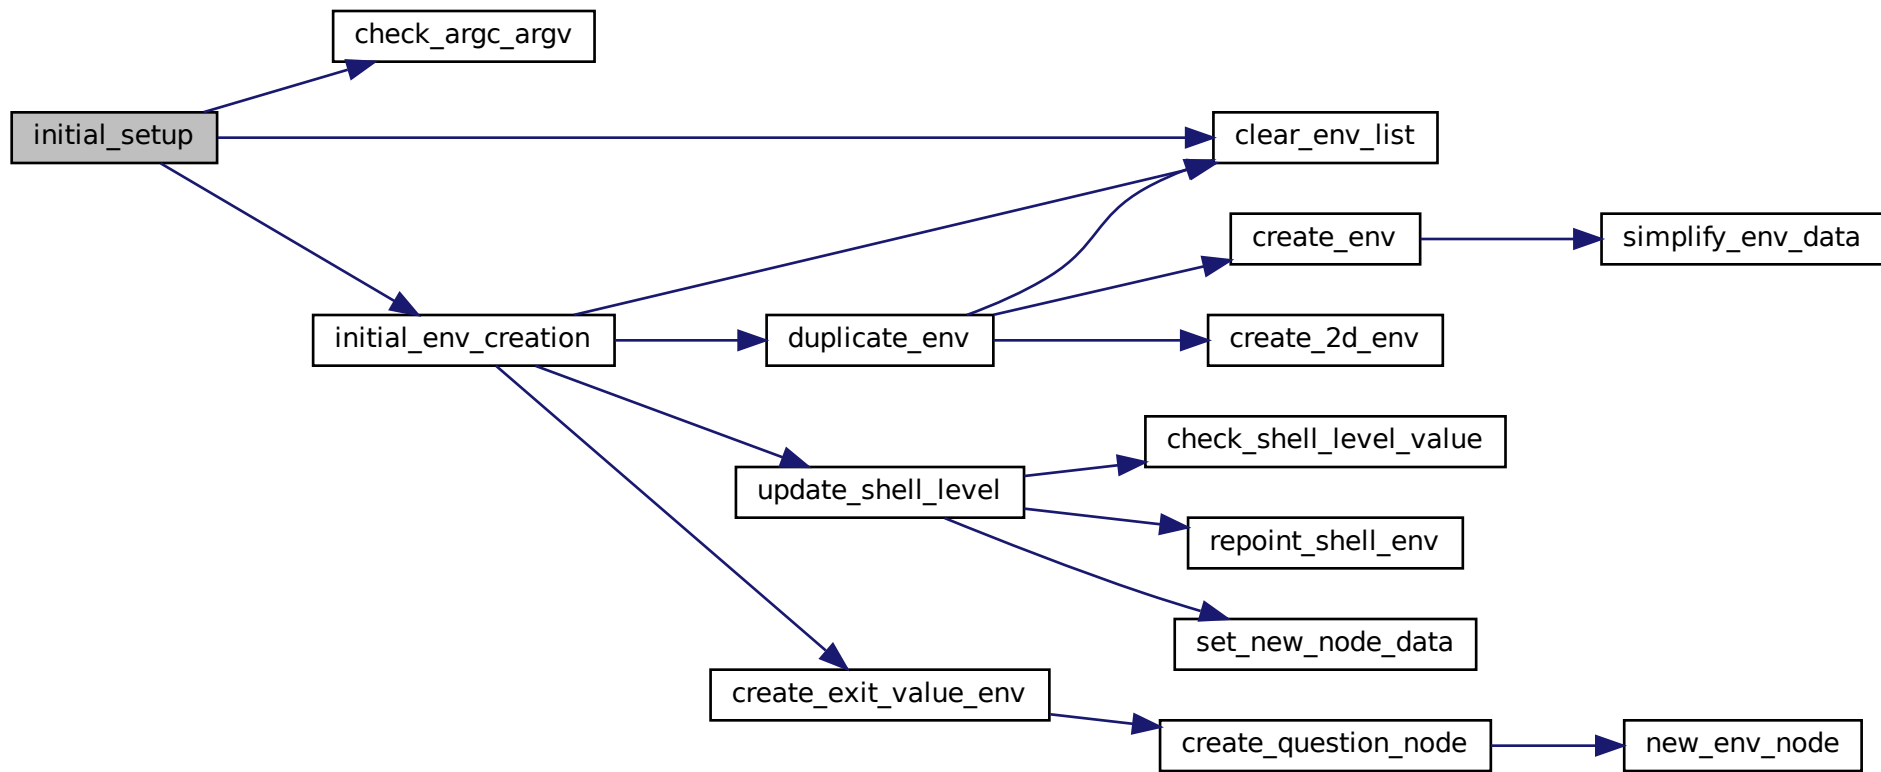 check_argc_argv
initial_setup
clear_env_list
create_env
simplify_env_data
initial_env_creation
duplicate_env
create_2d_env
check_shell_level_value
update_shell_level
repoint_shell_env
set_new_node_data
create_exit_value_env
create_question_node
new_env_node